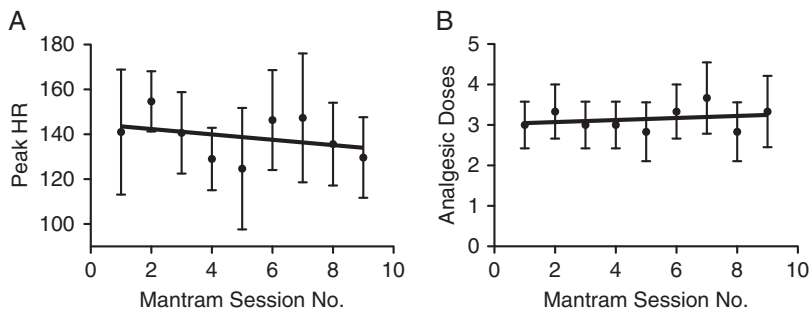 A
Peak HR
180
160
140
120
100
0 2 4 6 8 10
Mantram Session No.
B
Analgesic Doses
5
4
3
2
1
0
0 2 4 6 8 10
Mantram Session No.